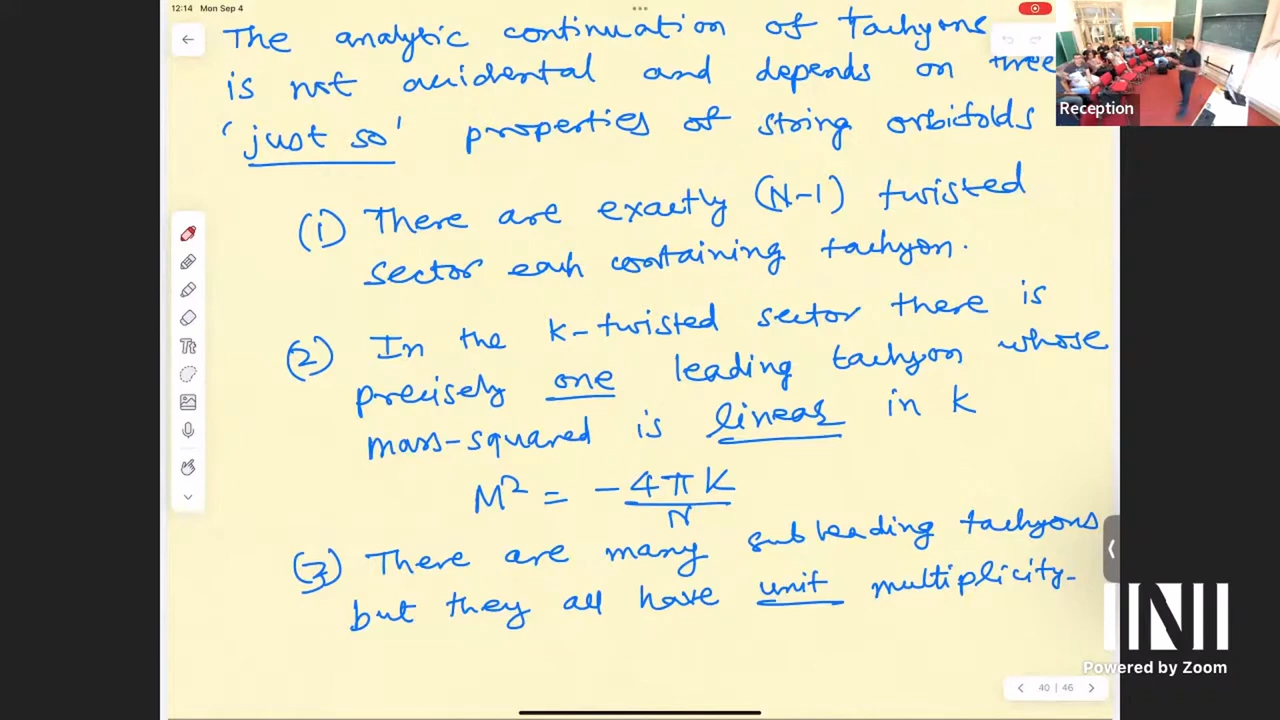 12:14 Mon Sep 4
The analytic continuation of tachyons
is not accidental and depends on three
'just so' properties of string orbifolds
Reception
(1) There are exactly (N-1) twisted
sector each containing tachyon.
(2) In the k-twisted sector there is
precisely one leading tachyon whose
mass-squared is linear in k
M² = -4πk/N
(3) There are many subleading tachyons
but they all have unit multiplicity-
Tt
INI
Powered by Zoom
40 | 46